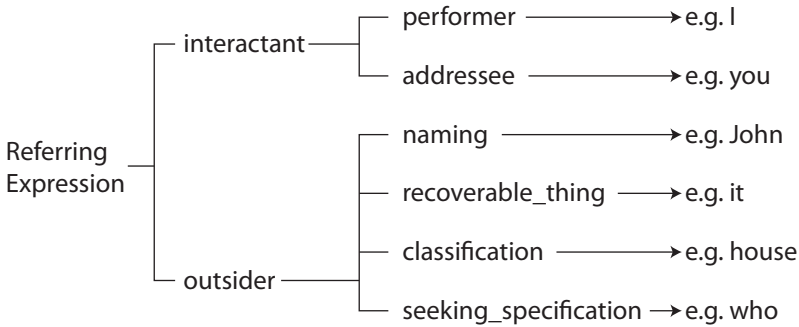 performer e.g. I
interactant
addressee e.g. you
naming e.g. John
Referring
Expression
recoverable_thing e.g. it
classification e.g. house
outsider
seeking_specification e.g. who